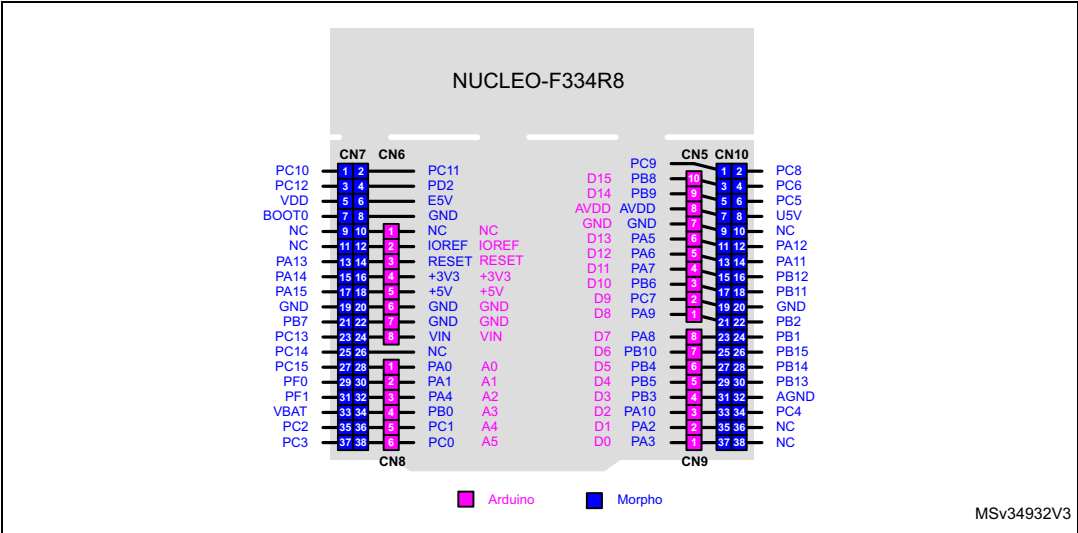 NUCLEO-F334R8
CN7 CN6 CN5 CN10
PC9
PC10 1 2 PC11 1 2 PC8
PC12 3 4 PD2 D15 PB8 10 3 4 PC6
VDD 5 6 E5V D14 PB9 9 5 6 PC5
BOOT0 7 8 GND AVDD AVDD 8 7 8 U5V
NC 9 10 1 NC NC GND GND 7 9 10 NC
NC 11 12 2 IOREF IOREF D13 PA5 6 11 12 PA12
PA13 13 14 3 RESET RESET D12 PA6 5 13 14 PA11
PA14 15 16 4 +3V3 +3V3 D11 PA7 4 15 16 PB12
PA15 17 18 5 +5V +5V D10 PB6 3 17 18 PB11
GND 19 20 6 GND GND D9 PC7 2 19 20 GND
PB7 21 22 7 GND GND D8 PA9 1 21 22 PB2
PC13 23 24 8 VIN VIN D7 PA8 8 23 24 PB1
PC14 25 26 NC D6 PB10 7 25 26 PB15
PC15 27 28 1 PA0 A0 D5 PB4 6 27 28 PB14
PF0 29 30 2 PA1 A1 D4 PB5 5 29 30 PB13
PF1 31 32 3 PA4 A2 D3 PB3 4 31 32 AGND
VBAT 33 34 4 PB0 A3 D2 PA10 3 33 34 PC4
PC2 35 36 5 PC1 A4 D1 PA2 2 35 36 NC
PC3 37 38 6 PC0 A5 D0 PA3 1 37 38 NC
CN8 CN9
Arduino Morpho
MSv34932V3